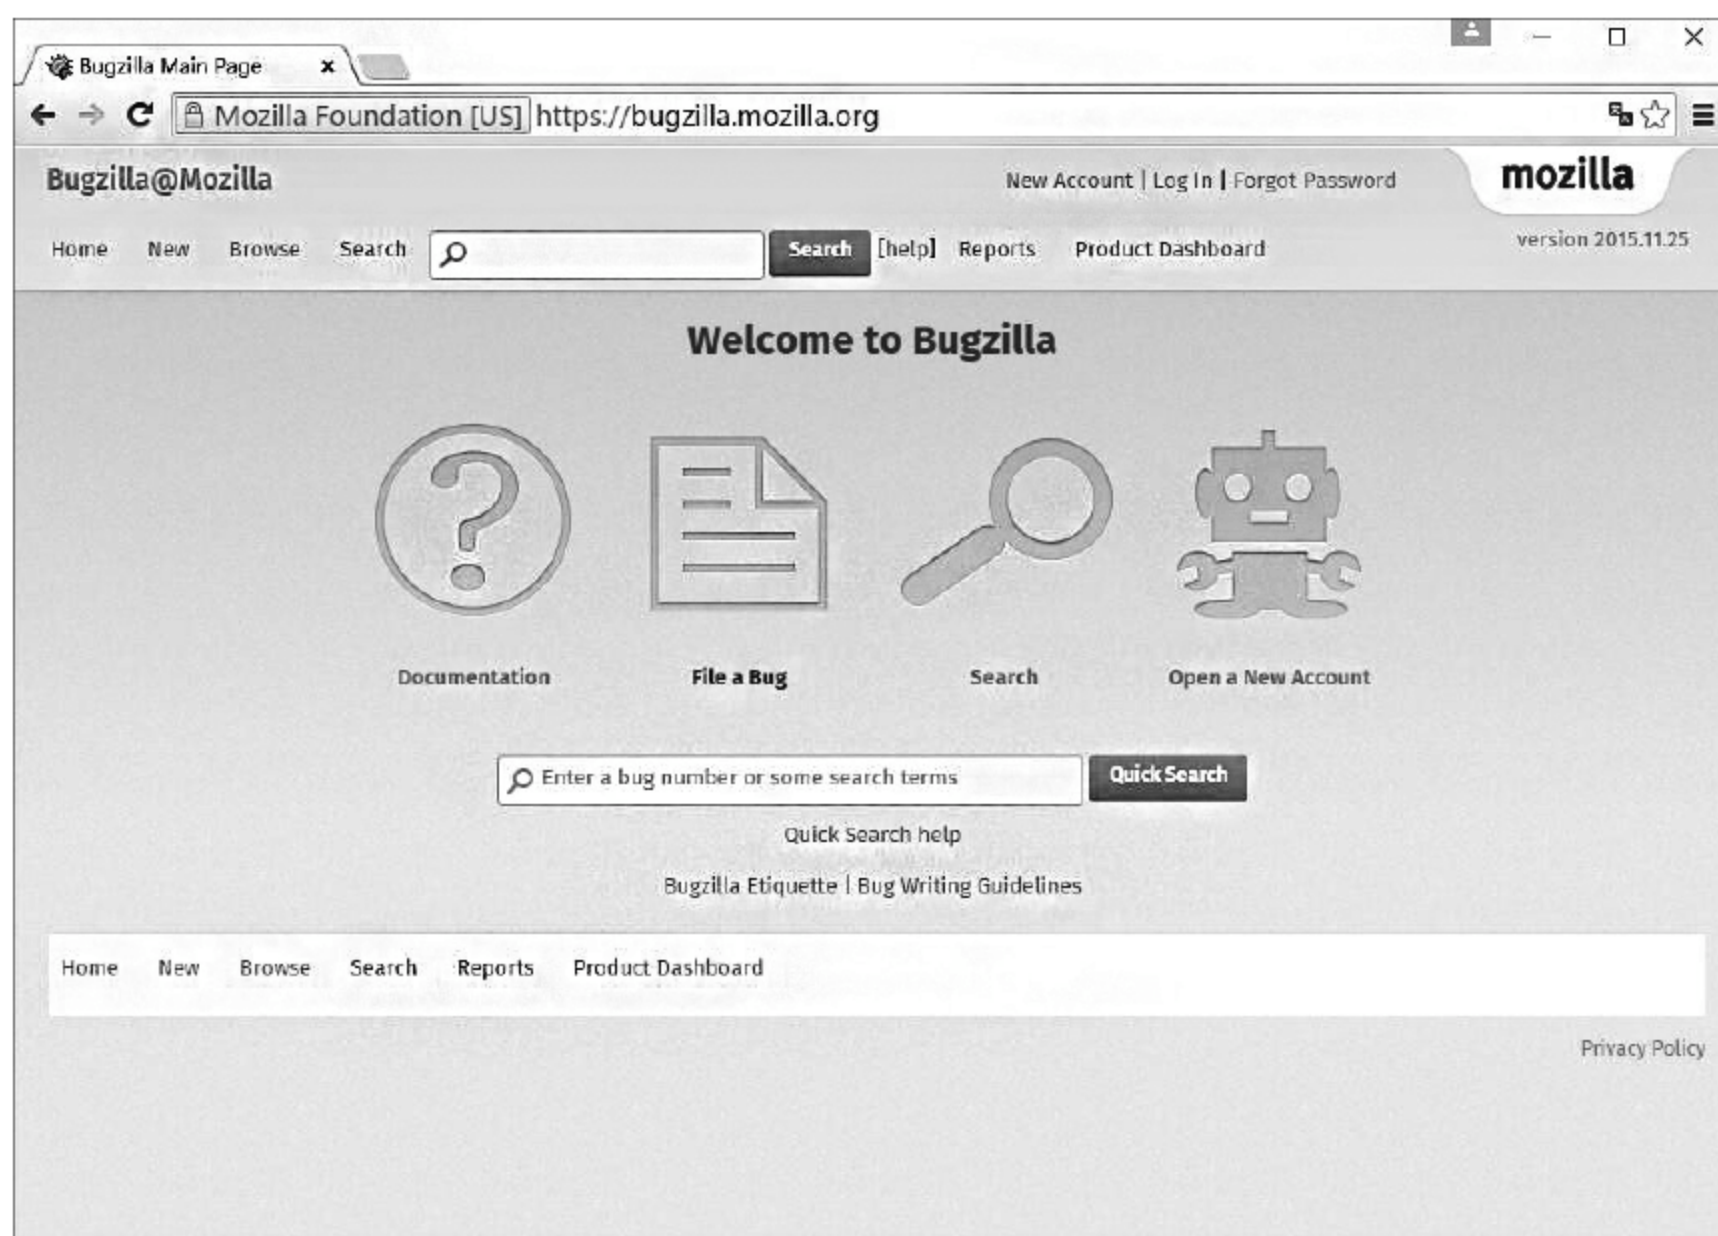 Bugzilla Main Page
Mozilla Foundation [US] https://bugzilla.mozilla.org
Bugzilla@Mozilla
New Account | Log In | Forgot Password
mozilla
Home New Browse Search Search [help] Reports Product Dashboard
version 2015.11.25
Welcome to Bugzilla
Documentation File a Bug Search Open a New Account
Enter a bug number or some search terms Quick Search
Quick Search help
Bugzilla Etiquette | Bug Writing Guidelines
Home New Browse Search Reports Product Dashboard
Privacy Policy